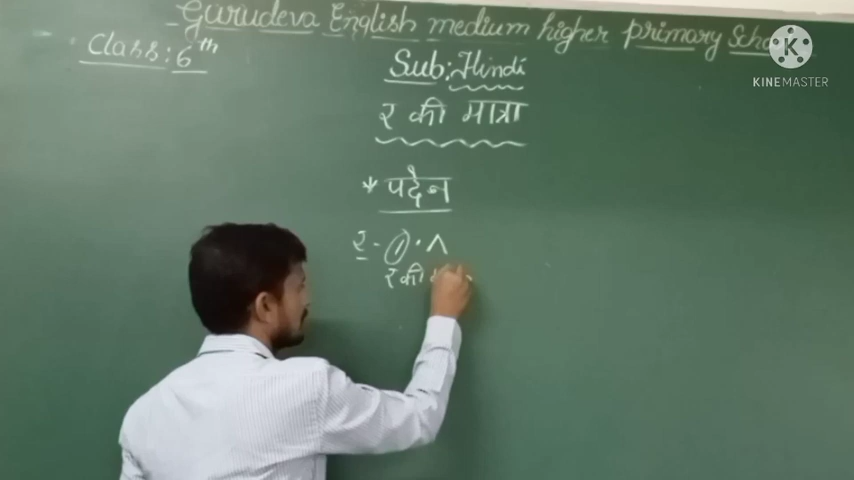 Gurudeva English medium higher primary Scho
Class: 6th
Sub: Hindi
र की मात्रा
* पदेन
र - (/) · ^
र की
KINEMASTER